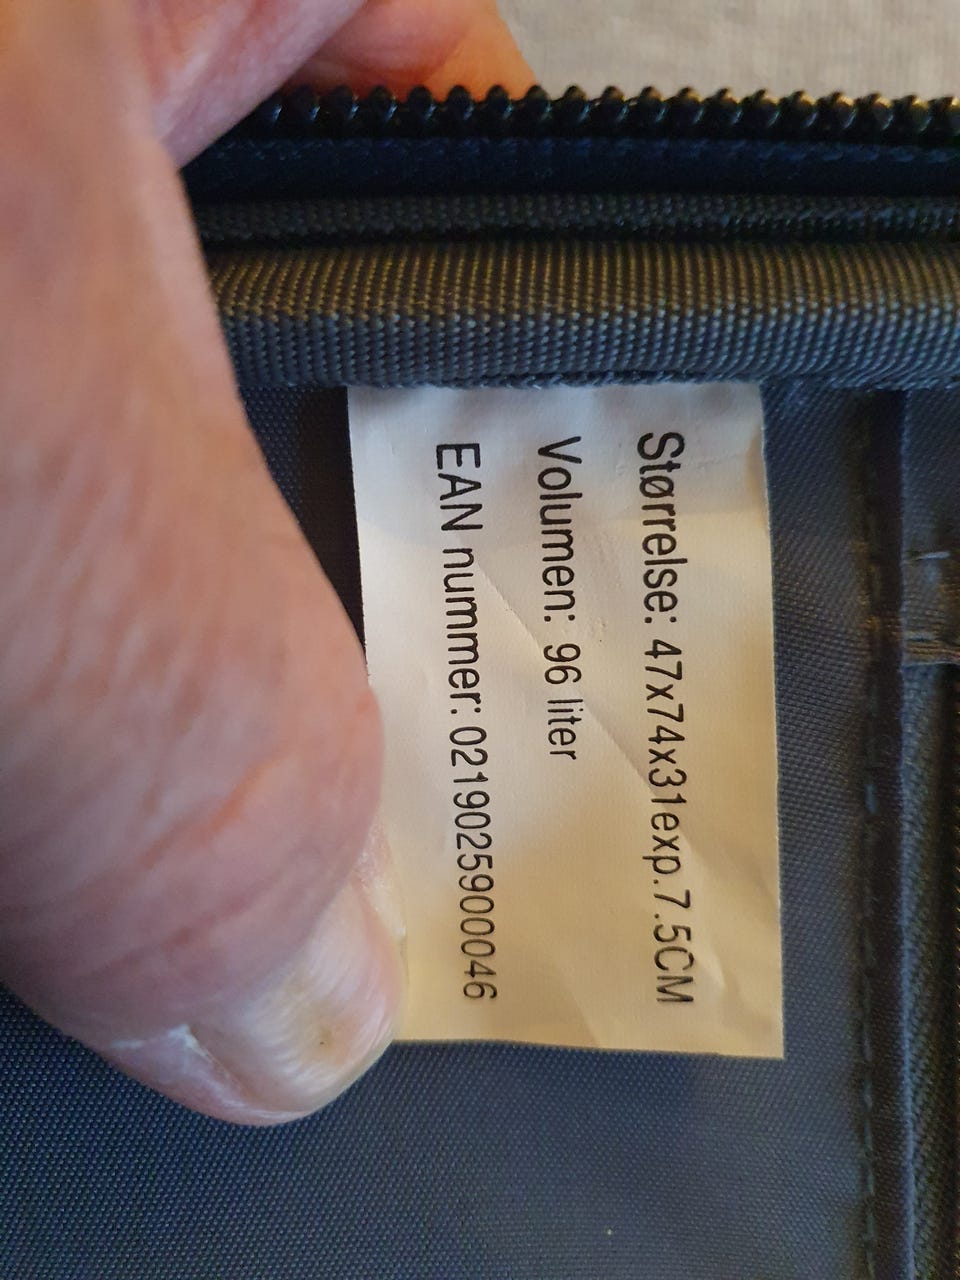 Størrelse: 47x74x31exp.7.5CM
Volumen: 96 liter
EAN nummer: 0219025900046